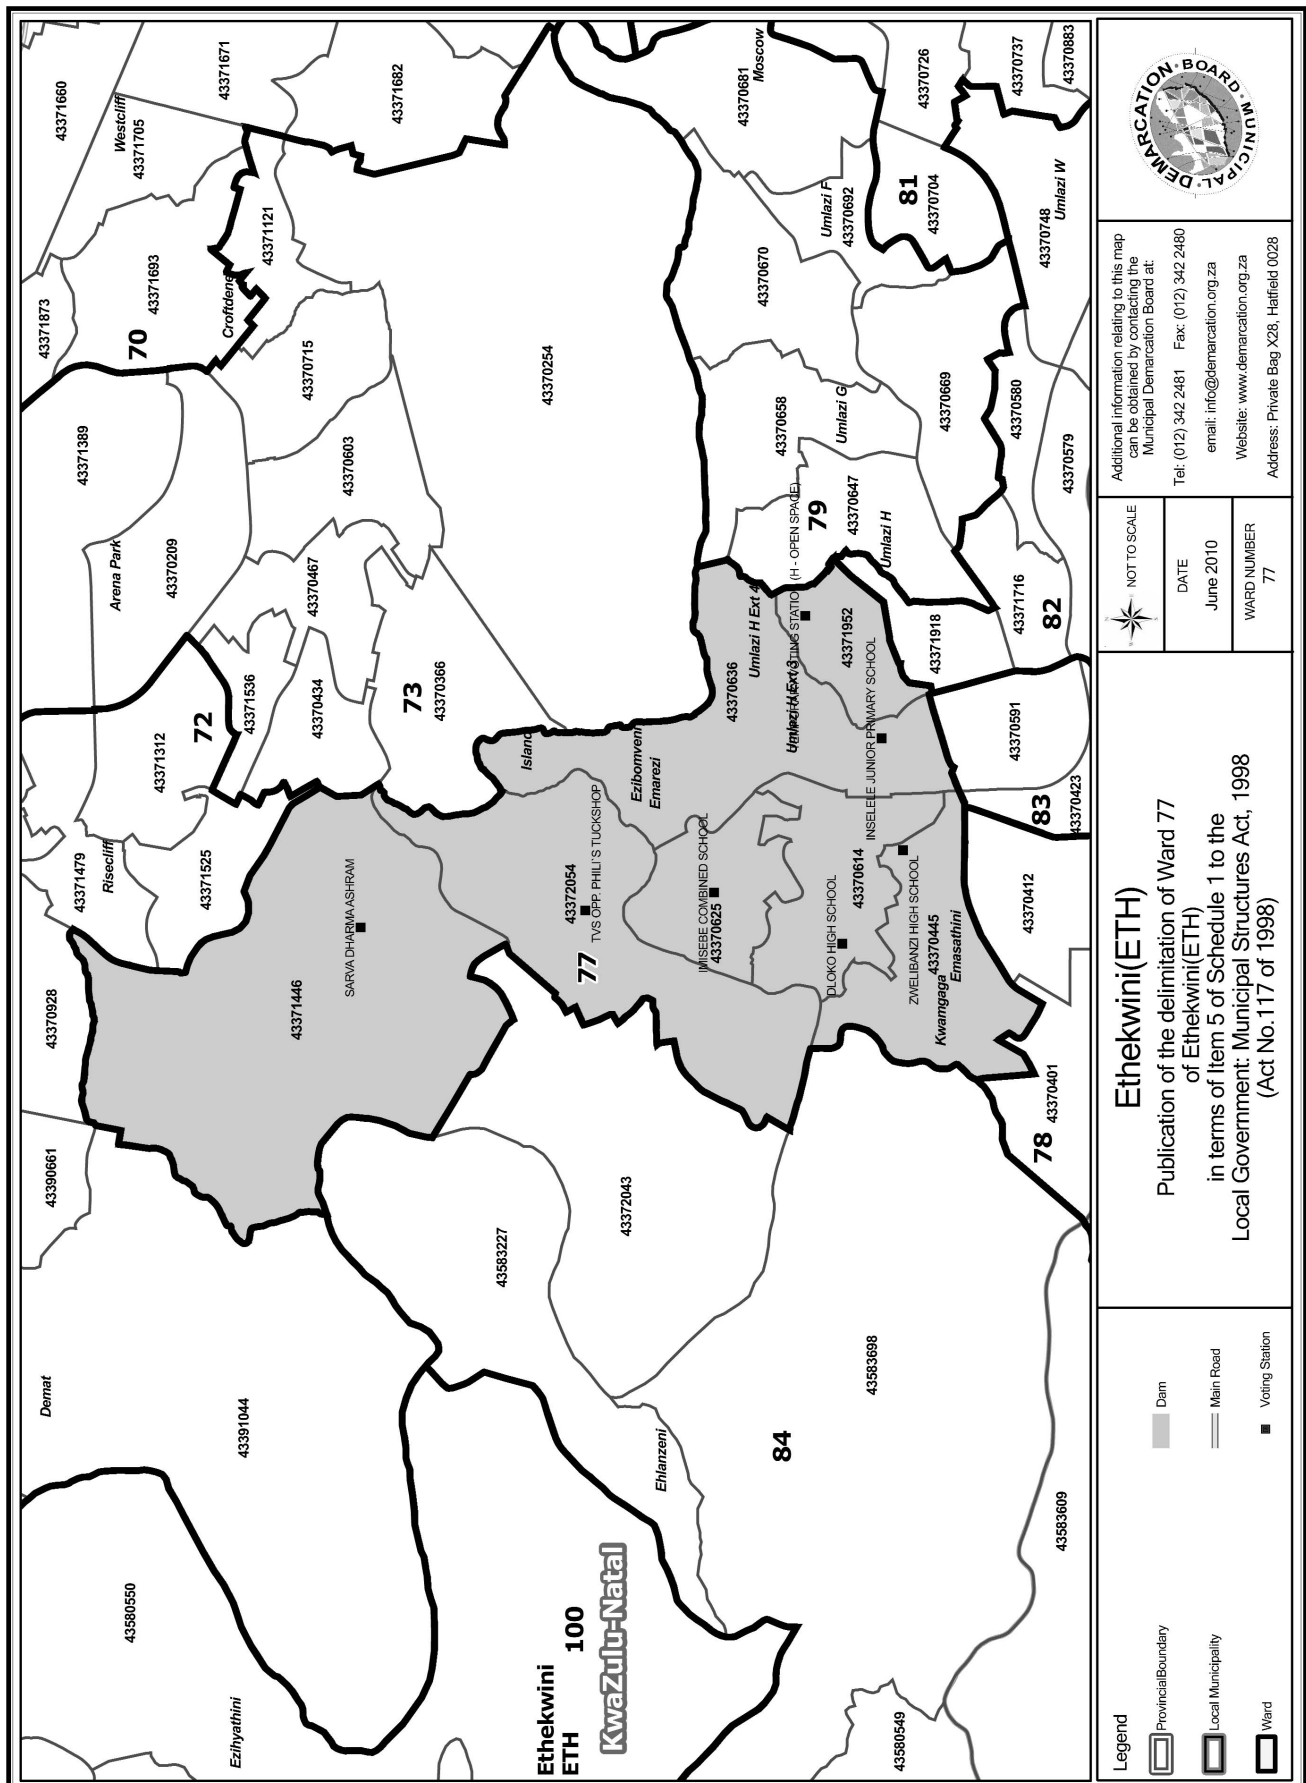 43371660
43371671
43371682
Westcliff
43371705
43371873
43371693
70
Croftdene
43371121
43370715
43371389
Arena Park
43370209
43370603
43370467
43370254
43371312
72
43371536
43370434
73
43370366
43371479
Risecliff
43371525
43370928
43371446
SARVA DHARMA ASHRAM
43390661
Demat
43391044
43580550
Ezihyathini
Island
43372054
TVS OPP. PHILI'S TUCKSHOP
77
Ezibomveni
Emarezi
IMISEBE COMBINED SCHOOL
43370625
43370636
Umlazi H Ext 4
Umlazi H Ext 3
TEMPORARY VOTING STATION (H - OPEN SPACE)
43371952
INSELELE JUNIOR PRIMARY SCHOOL
DLOKO HIGH SCHOOL
43370614
ZWELIBANZI HIGH SCHOOL
43370445
Kwamgaga
Emasathini
43370681
Moscow
43370726
43370737
43370883
81
43370704
Umlazi F
43370692
43370670
43370748
Umlazi W
43370658
Umlazi G
43370669
43370580
43370579
79
43370647
Umlazi H
43371918
43371716
82
43370591
83
43370423
43370412
78
43370401
43583227
43372043
43583698
84
Ehlanzeni
43583609
43580549
Ethekwini
ETH
100
KwaZulu-Natal
Legend
ProvincialBoundary
Local Municipality
Ward
Dam
Main Road
Voting Station
Ethekwini(ETH)
Publication of the delimitation of Ward 77
of Ethekwini(ETH)
in terms of Item 5 of Schedule 1 to the
Local Government: Municipal Structures Act, 1998
(Act No.117 of 1998)
NOT TO SCALE
DATE
June 2010
WARD NUMBER
77
Additional information relating to this map
can be obtained by contacting the
Municipal Demarcation Board at:
Tel: (012) 342 2481 Fax: (012) 342 2480
email: info@demarcation.org.za
Website: www.demarcation.org.za
Address: Private Bag X28, Hatfield 0028
MUNICIPAL DEMARCATION BOARD